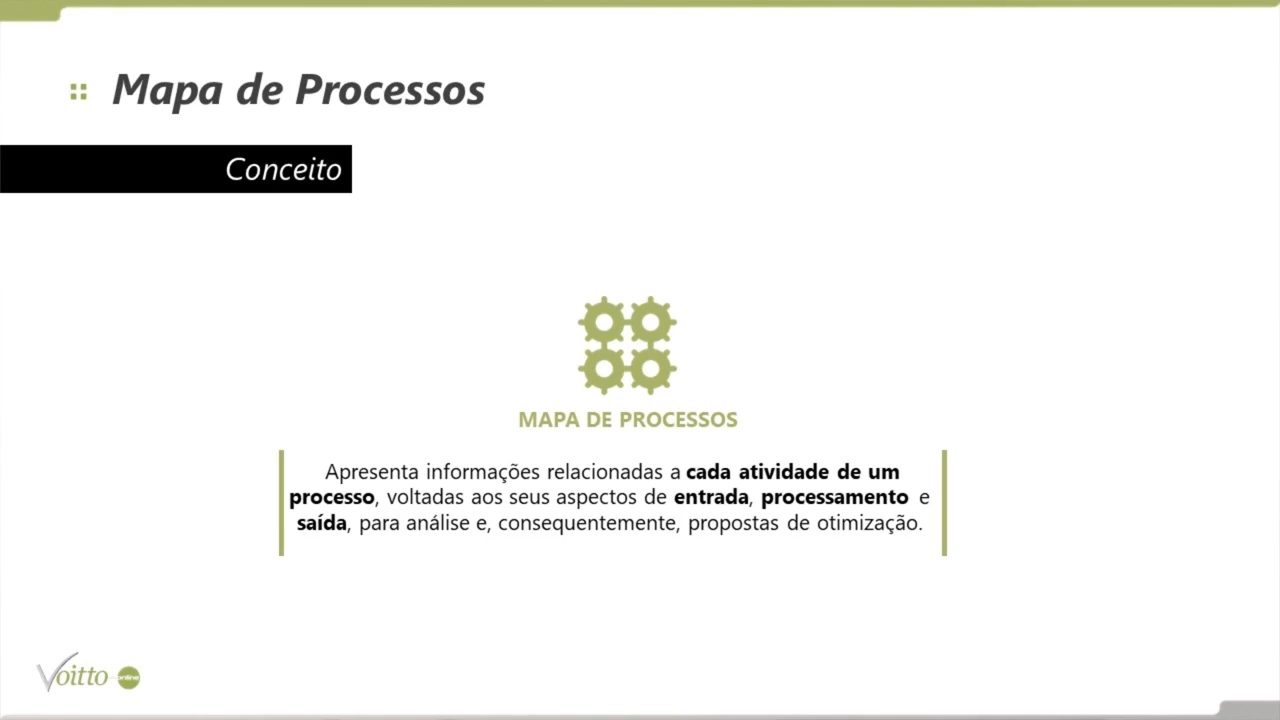 Mapa de Processos
Conceito
MAPA DE PROCESSOS
Apresenta informações relacionadas a cada atividade de um
processo, voltadas aos seus aspectos de entrada, processamento e
saída, para análise e, consequentemente, propostas de otimização.
Voitto online